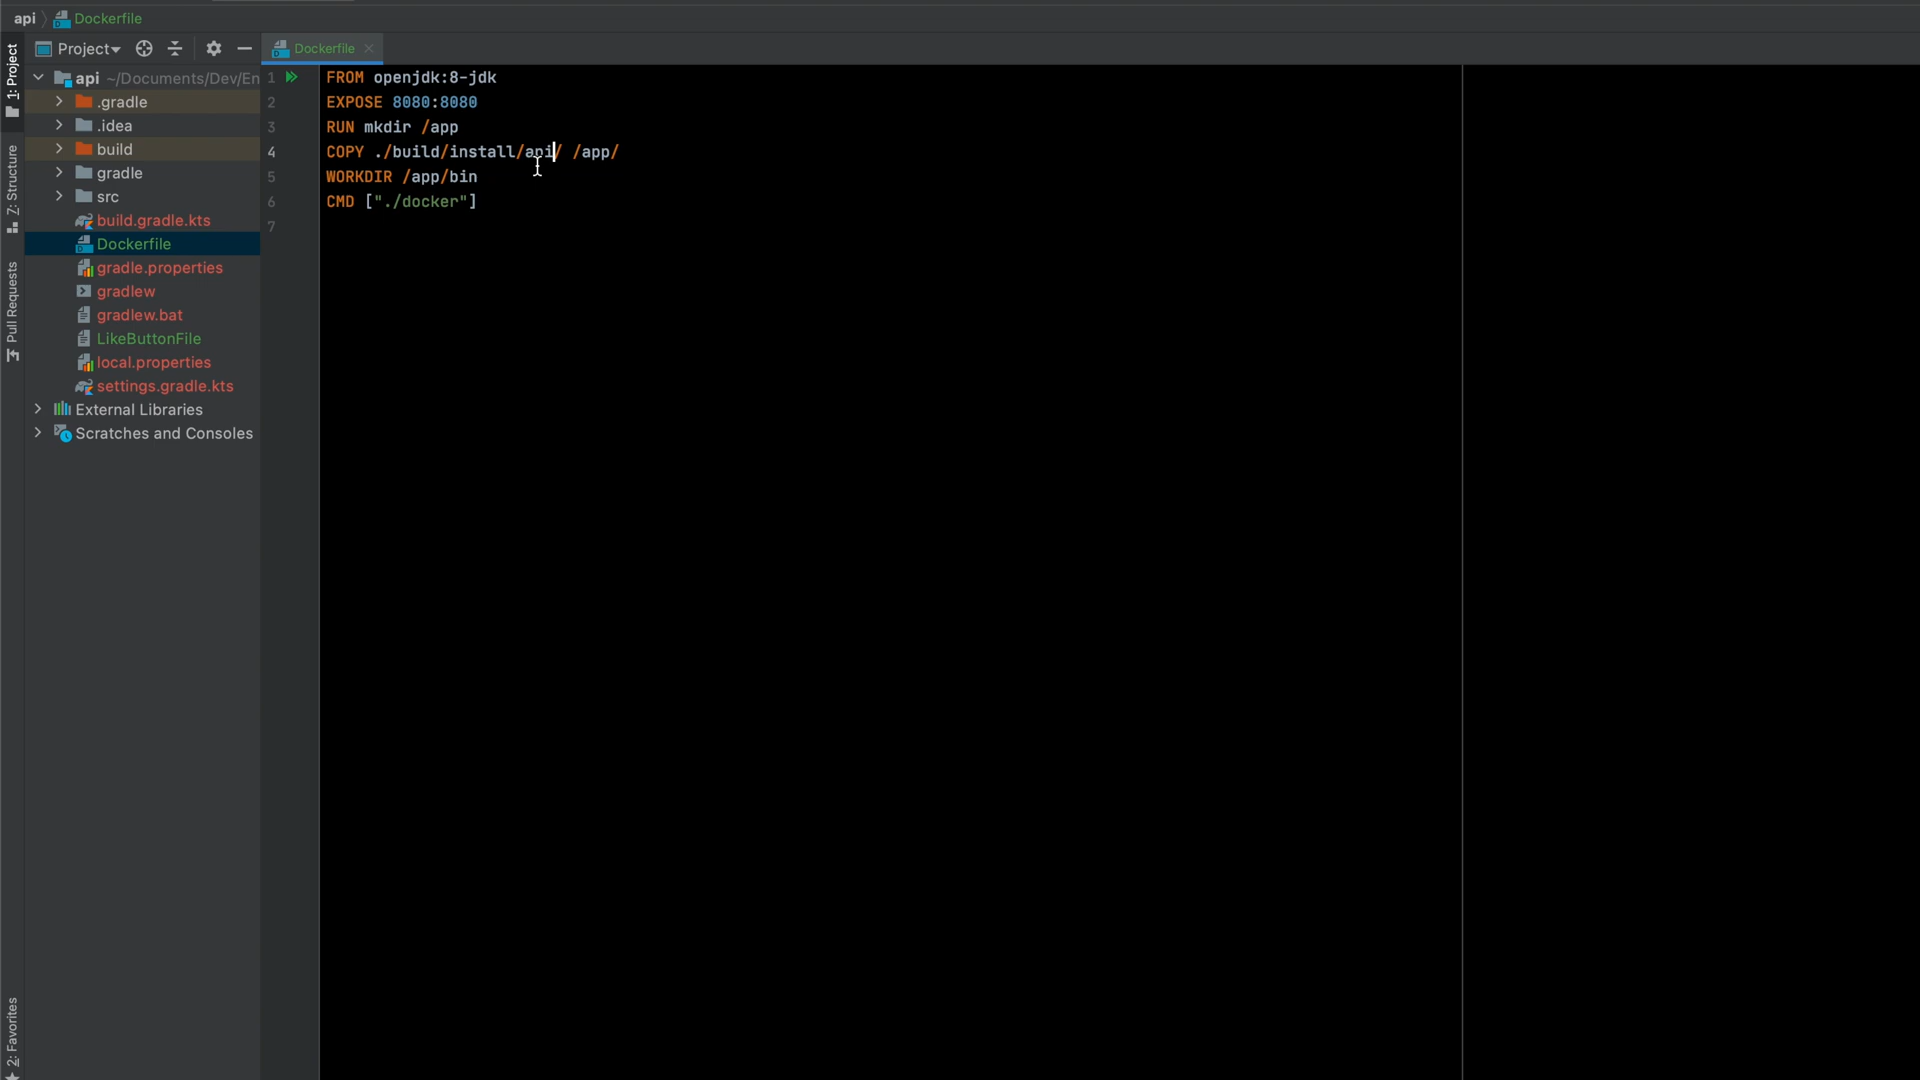 api Dockerfile
1: Project
Z: Structure
Pull Requests
2: Favorites
Project
api ~/Documents/Dev/En
.gradle
.idea
build
gradle
src
build.gradle.kts
Dockerfile
gradle.properties
gradlew
gradlew.bat
LikeButtonFile
local.properties
settings.gradle.kts
External Libraries
Scratches and Consoles
Dockerfile
1 FROM openjdk:8-jdk
2 EXPOSE 8080:8080
3 RUN mkdir /app
4 COPY ./build/install/api/ /app/
5 WORKDIR /app/bin
6 CMD ["./docker"]
7